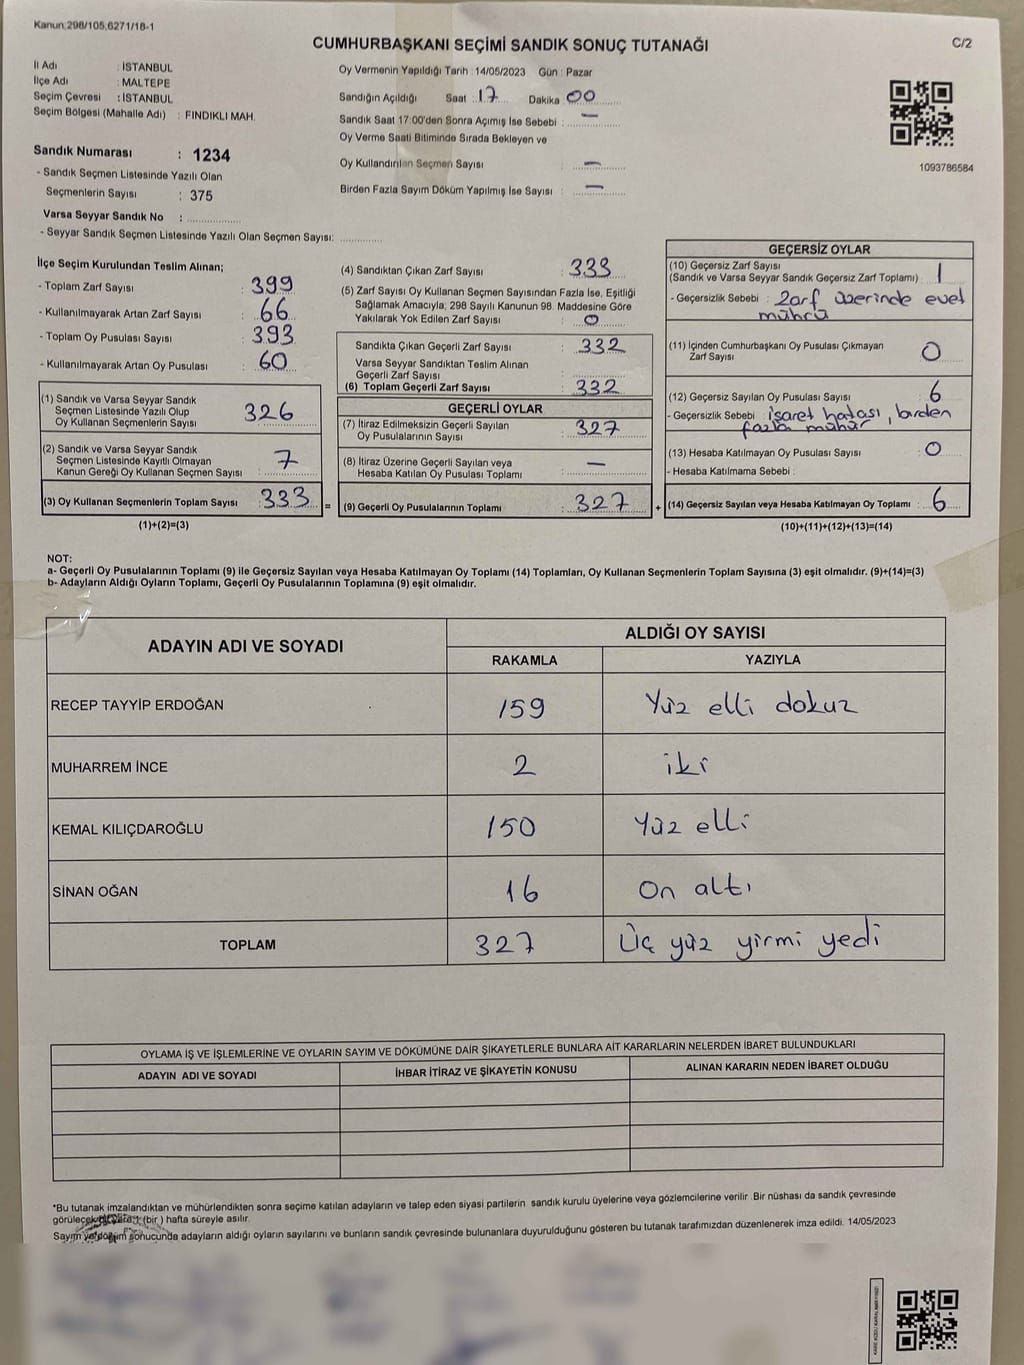 Kanun:298/105,6271/18-1
C/2
CUMHURBAŞKANI SEÇİMİ SANDIK SONUÇ TUTANAĞI
İl Adı : İSTANBUL
İlçe Adı : MALTEPE
Seçim Çevresi : İSTANBUL
Seçim Bölgesi (Mahalle Adı) : FINDIKLI MAH.
Sandık Numarası : 1234
- Sandık Seçmen Listesinde Yazılı Olan
Seçmenlerin Sayısı : 375
Varsa Seyyar Sandık No :
- Seyyar Sandık Seçmen Listesinde Yazılı Olan Seçmen Sayısı:
Oy Vermenin Yapıldığı Tarih : 14/05/2023 Gün : Pazar
Sandığın Açıldığı Saat : 17 Dakika : 00
Sandık Saat 17:00'den Sonra Açımış İse Sebebi : —
Oy Verme Saati Bitiminde Sırada Bekleyen ve
Oy Kullandırılan Seçmen Sayısı : —
Birden Fazla Sayım Döküm Yapılmış İse Sayısı : —
1093786584
İlçe Seçim Kurulundan Teslim Alınan;
- Toplam Zarf Sayısı : 399
- Kullanılmayarak Artan Zarf Sayısı : 66
- Toplam Oy Pusulası Sayısı : 393
- Kullanılmayarak Artan Oy Pusulası : 60
(1) Sandık ve Varsa Seyyar Sandık
Seçmen Listesinde Yazılı Olup
Oy Kullanan Seçmenlerin Sayısı : 326
(2) Sandık ve Varsa Seyyar Sandık
Seçmen Listesinde Kayıtlı Olmayan
Kanun Gereği Oy Kullanan Seçmen Sayısı : 7
(3) Oy Kullanan Seçmenlerin Toplam Sayısı : 333
(1)+(2)=(3)
(4) Sandıktan Çıkan Zarf Sayısı : 333
(5) Zarf Sayısı Oy Kullanan Seçmen Sayısından Fazla İse, Eşitliği
Sağlamak Amacıyla; 298 Sayılı Kanunun 98. Maddesine Göre
Yakılarak Yok Edilen Zarf Sayısı : 0
Sandıkta Çıkan Geçerli Zarf Sayısı : 332
Varsa Seyyar Sandıktan Teslim Alınan
Geçerli Zarf Sayısı
(6) Toplam Geçerli Zarf Sayısı : 332
GEÇERLİ OYLAR
(7) İtiraz Edilmeksizin Geçerli Sayılan
Oy Pusulalarının Sayısı : 327
(8) İtiraz Üzerine Geçerli Sayılan veya
Hesaba Katılan Oy Pusulası Toplamı : —
= (9) Geçerli Oy Pusulalarının Toplamı : 327
GEÇERSİZ OYLAR
(10) Geçersiz Zarf Sayısı
(Sandık ve Varsa Seyyar Sandık Geçersiz Zarf Toplamı) : 1
- Geçersizlik Sebebi : Zarf üzerinde evet
mührü
(11) İçinden Cumhurbaşkanı Oy Pusulası Çıkmayan
Zarf Sayısı : 0
(12) Geçersiz Sayılan Oy Pusulası Sayısı : 6
- Geçersizlik Sebebi : işaret hatası, birden
fazla mühür
(13) Hesaba Katılmayan Oy Pusulası Sayısı : 0
- Hesaba Katılmama Sebebi :
+ (14) Geçersiz Sayılan veya Hesaba Katılmayan Oy Toplamı : 6
(10)+(11)+(12)+(13)=(14)
NOT:
a- Geçerli Oy Pusulalarının Toplamı (9) ile Geçersiz Sayılan veya Hesaba Katılmayan Oy Toplamı (14) Toplamları, Oy Kullanan Seçmenlerin Toplam Sayısına (3) eşit olmalıdır. (9)+(14)=(3)
b- Adayların Aldığı Oyların Toplamı, Geçerli Oy Pusulalarının Toplamına (9) eşit olmalıdır.
ADAYIN ADI VE SOYADI ALDIĞI OY SAYISI
RAKAMLA YAZIYLA
RECEP TAYYİP ERDOĞAN 159 Yüz elli dokuz
MUHARREM İNCE 2 iki
KEMAL KILIÇDAROĞLU 150 Yüz elli
SİNAN OĞAN 16 On altı
TOPLAM 327 Üç yüz yirmi yedi
OYLAMA İŞ VE İŞLEMLERİNE VE OYLARIN SAYIM VE DÖKÜMÜNE DAİR ŞİKAYETLERLE BUNLARA AİT KARARLARIN NELERDEN İBARET BULUNDUKLARI
ADAYIN ADI VE SOYADI İHBAR İTİRAZ VE ŞİKAYETİN KONUSU ALINAN KARARIN NEDEN İBARET OLDUĞU
*Bu tutanak imzalandıktan ve mühürlendikten sonra seçime katılan adayların ve talep eden siyasi partilerin sandık kurulu üyelerine veya gözlemcilerine verilir .Bir nüshası da sandık çevresinde
görülecek (bir ) hafta süreyle asılır.
Sayım ve döküm sonucunda adayların aldığı oyların sayılarını ve bunların sandık çevresinde bulunanlara duyurulduğunu gösteren bu tutanak tarafımızdan düzenlenerek imza edildi. 14/05/2023